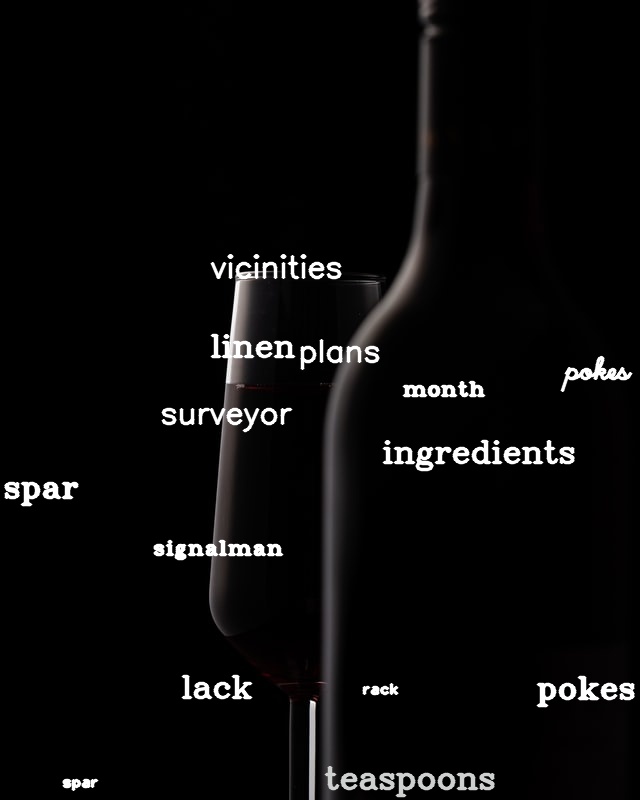 vicinities
linen plans
pokes
month
surveyor
ingredients
spar
signalman
lack rack pokes
spar teaspoons